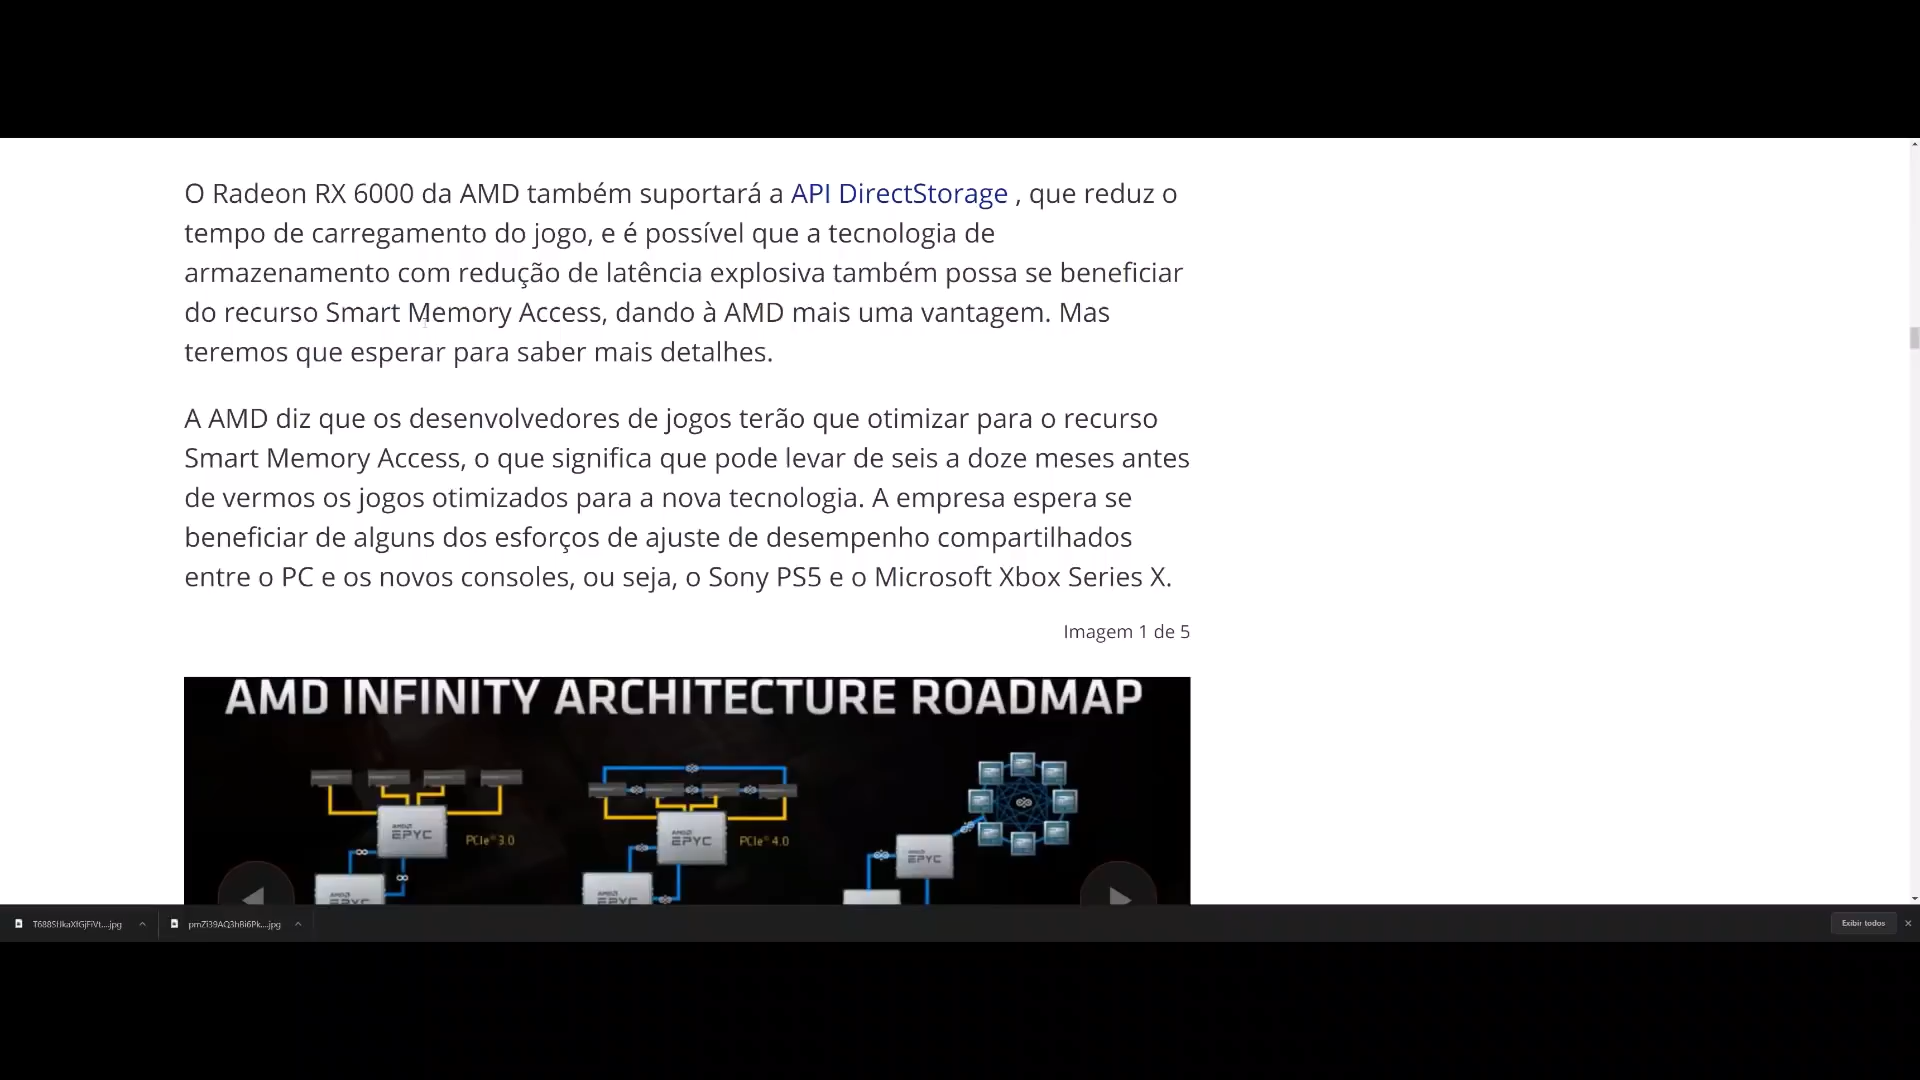 O Radeon RX 6000 da AMD também suportará a API DirectStorage , que reduz o
tempo de carregamento do jogo, e é possível que a tecnologia de
armazenamento com redução de latência explosiva também possa se beneficiar
do recurso Smart Memory Access, dando à AMD mais uma vantagem. Mas
teremos que esperar para saber mais detalhes.
A AMD diz que os desenvolvedores de jogos terão que otimizar para o recurso
Smart Memory Access, o que significa que pode levar de seis a doze meses antes
de vermos os jogos otimizados para a nova tecnologia. A empresa espera se
beneficiar de alguns dos esforços de ajuste de desempenho compartilhados
entre o PC e os novos consoles, ou seja, o Sony PS5 e o Microsoft Xbox Series X.
Imagem 1 de 5
AMD INFINITY ARCHITECTURE ROADMAP
AMD EPYC
PCIe® 3.0
AMD EPYC
PCIe® 4.0
EPYC
AMD EPYC
AMD EPYC
Exibir todos